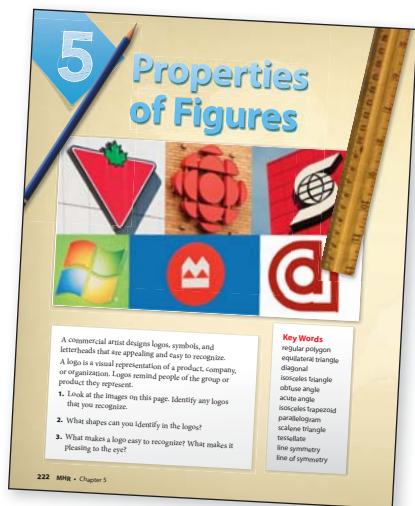 5
Properties
of Figures
A commercial artist designs logos, symbols, and
letterheads that are appealing and easy to recognize.
A logo is a visual representation of a product, company,
or organization. Logos remind people of the group or
product they represent.
1. Look at the images on this page. Identify any logos
that you recognize.
2. What shapes can you identify in the logos?
3. What makes a logo easy to recognize? What makes it
pleasing to the eye?
Key Words
regular polygon
equilateral triangle
diagonal
isosceles triangle
obtuse angle
acute angle
isosceles trapezoid
parallelogram
scalene triangle
tessellate
line symmetry
line of symmetry
222 MHR • Chapter 5